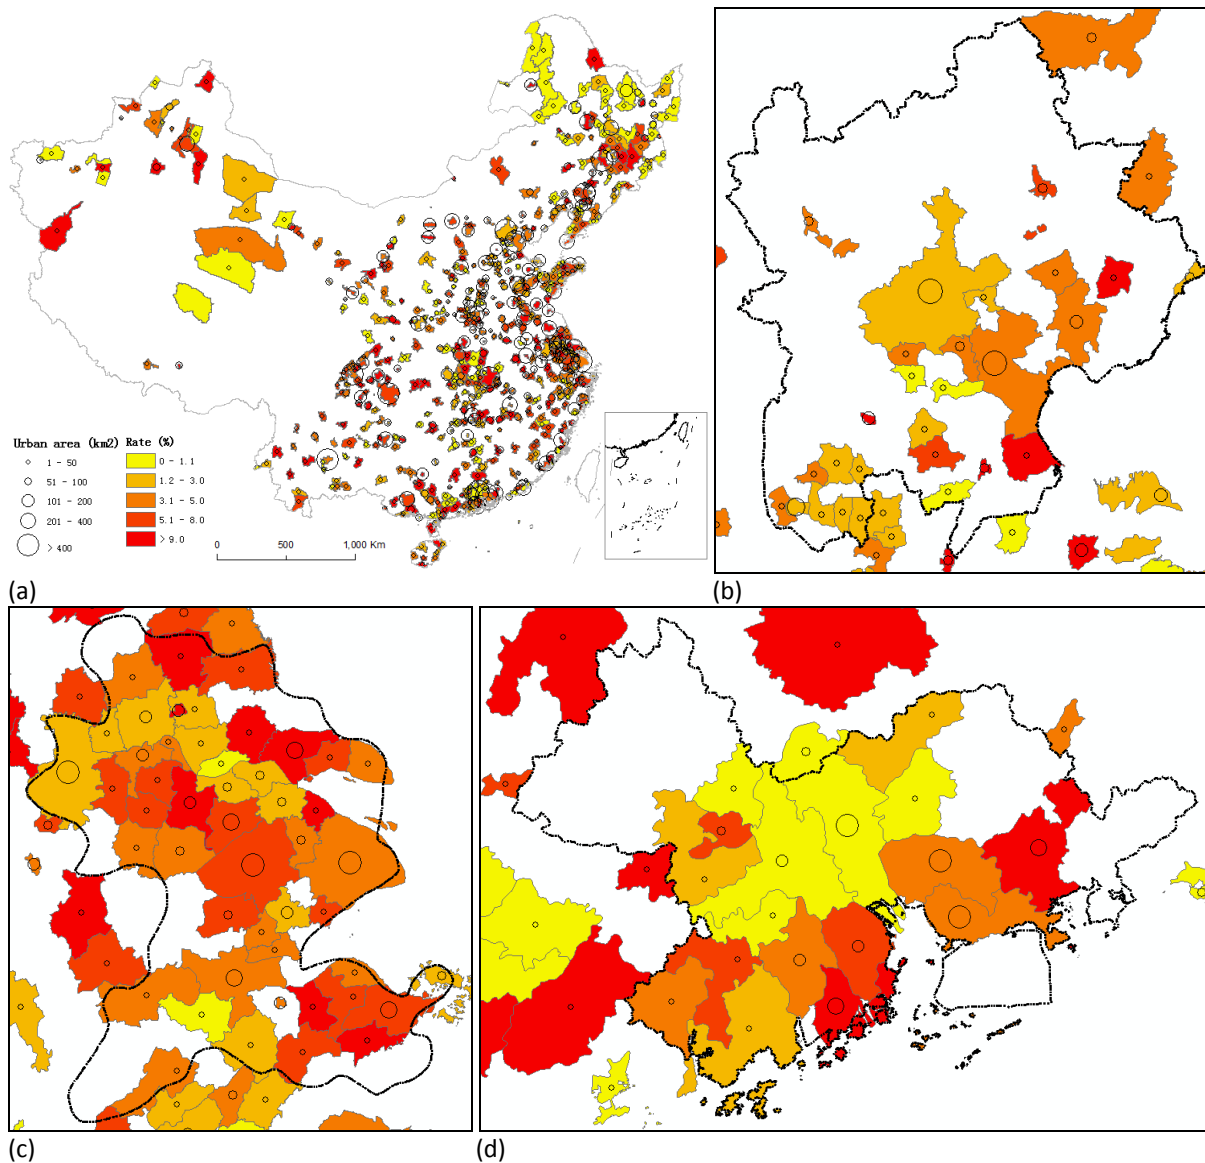 Urban area (km2) Rate (%)
1 - 50 0 - 1.1
51 - 100 1.2 - 3.0
101 - 200 3.1 - 5.0
201 - 400 5.1 - 8.0
> 400 > 9.0
0 500 1,000 Km
(a) (b)
(c) (d)